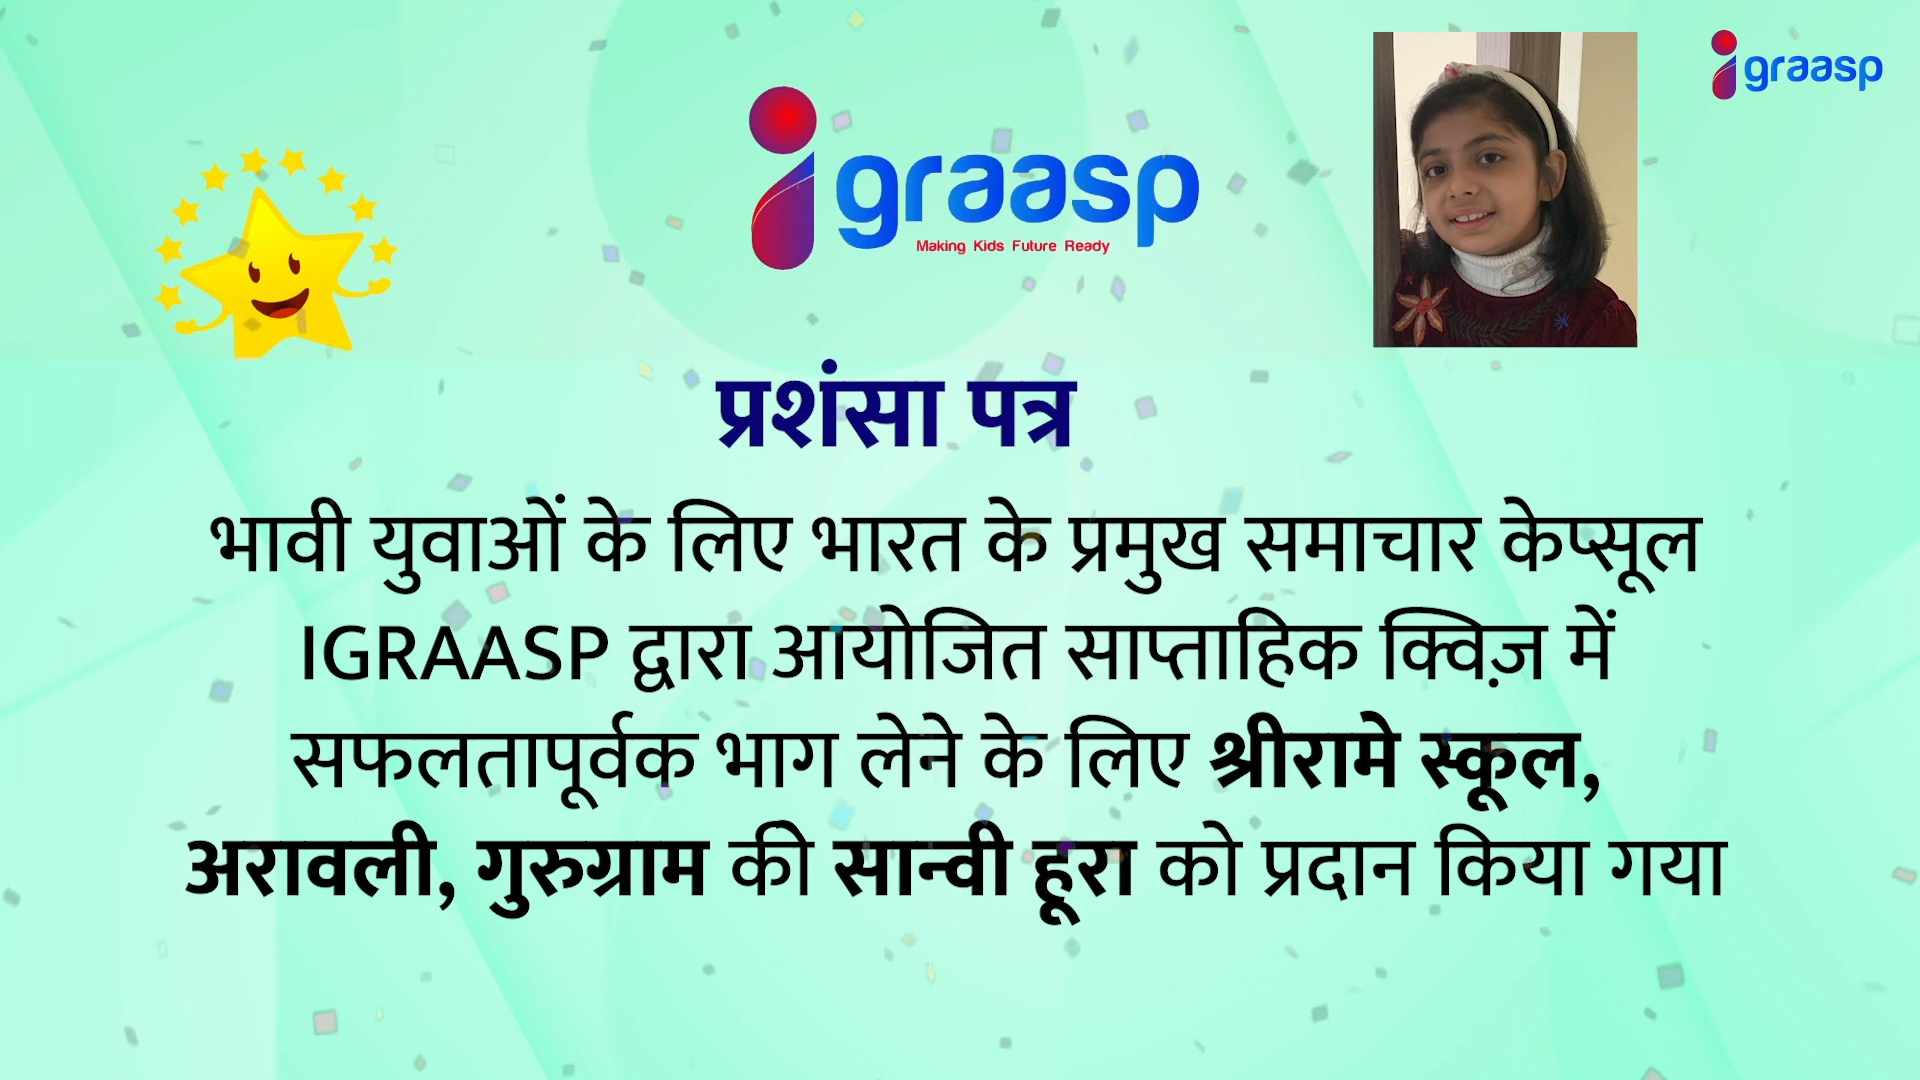 igraasp
igraasp
Making Kids Future Ready
प्रशंसा पत्र
भावी युवाओं के लिए भारत के प्रमुख समाचार केप्सूल
IGRAASP द्वारा आयोजित साप्ताहिक क्विज़ में
सफलतापूर्वक भाग लेने के लिए श्रीरामे स्कूल,
अरावली, गुरुग्राम की सान्वी हूरा को प्रदान किया गया